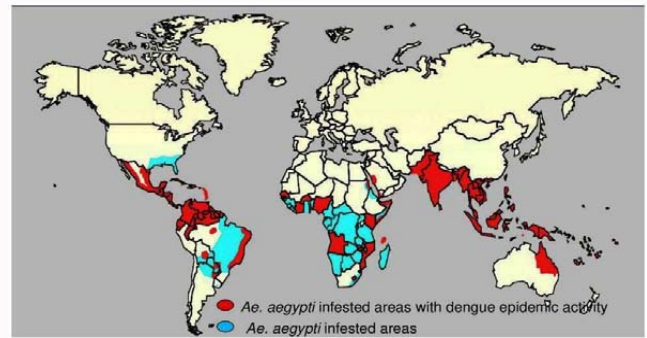 Ae. aegypti infested areas with dengue epidemic activity
Ae. aegypti infested areas